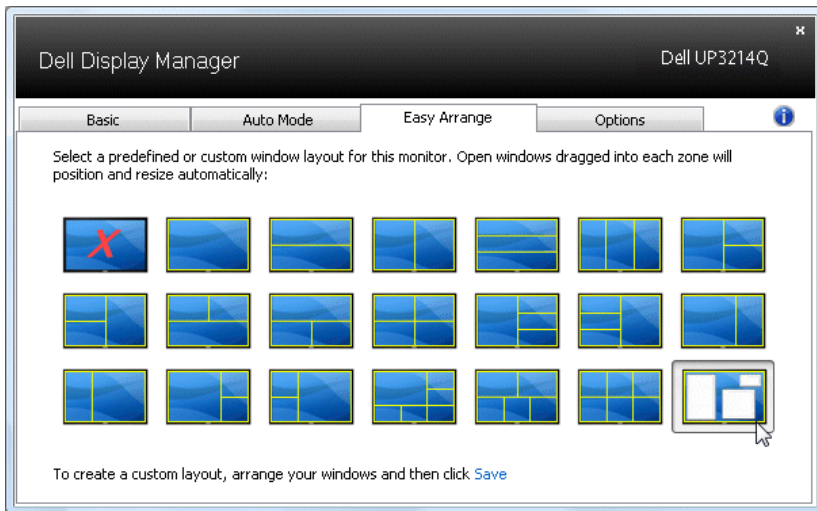 x
Dell Display Manager
Dell UP3214Q
Basic
Auto Mode
Easy Arrange
Options
i
Select a predefined or custom window layout for this monitor. Open windows dragged into each zone will
position and resize automatically:
X
To create a custom layout, arrange your windows and then click Save